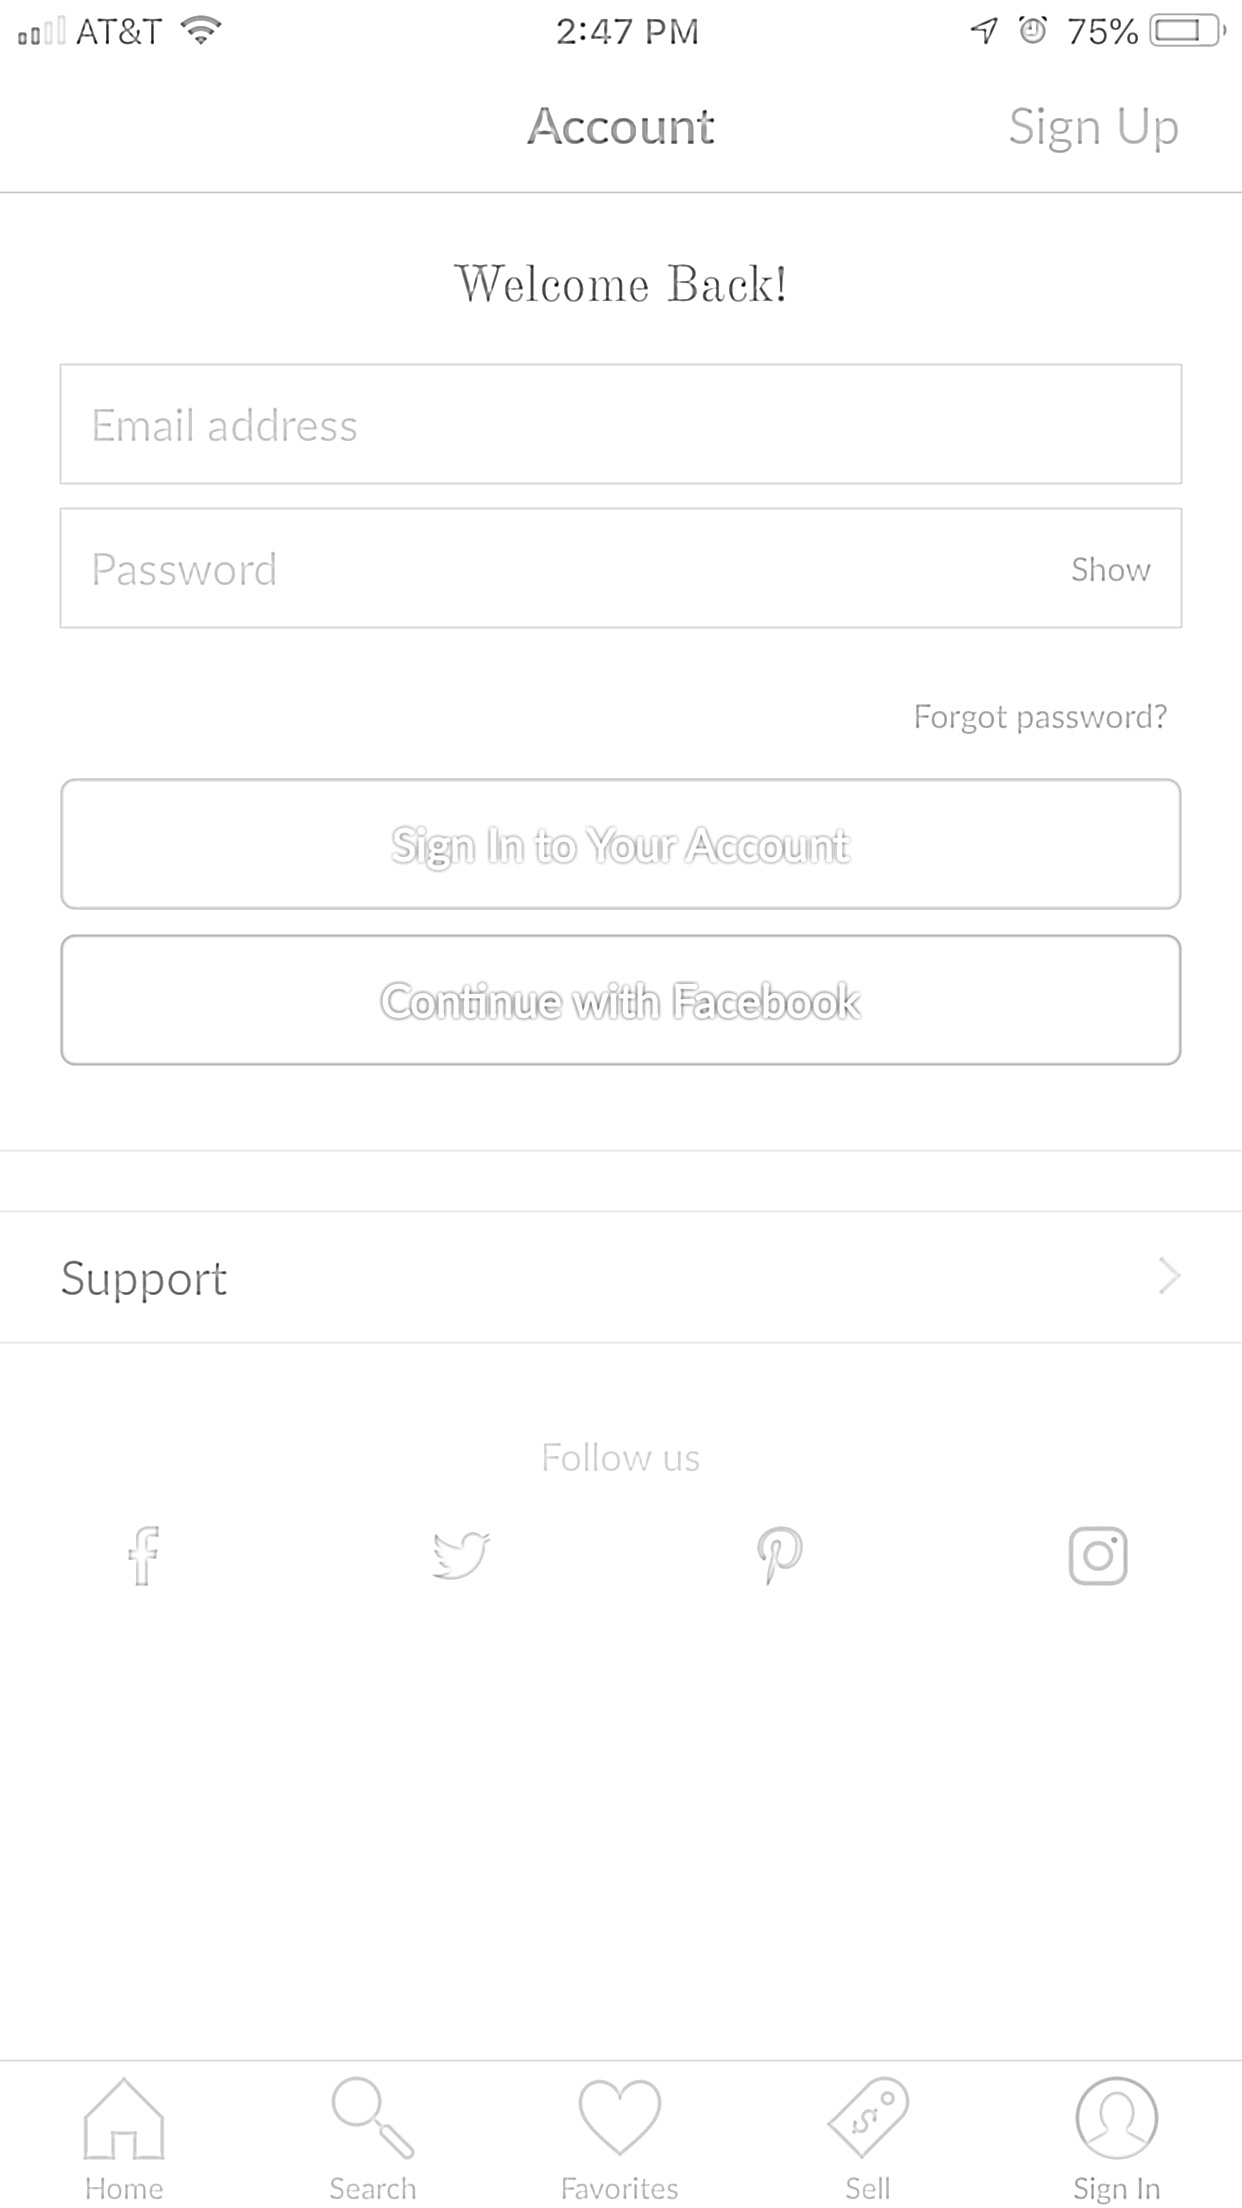 AT&T 2:47 PM 75%
Account Sign Up
Welcome Back!
Email address
Password Show
Forgot password?
Sign In to Your Account
Continue with Facebook
Support
Follow us
Home Search Favorites Sell Sign In